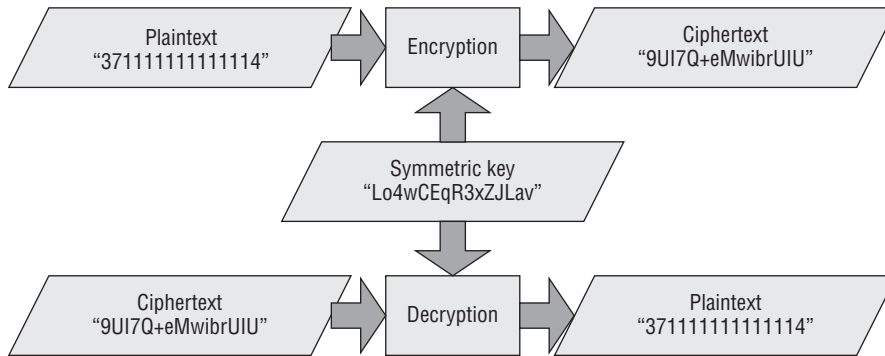 Plaintext
“371111111111114”
Encryption
Ciphertext
“9UI7Q+eMwibrUIU”
Symmetric key
“Lo4wCEqR3xZJLav”
Ciphertext
“9UI7Q+eMwibrUIU”
Decryption
Plaintext
“371111111111114”